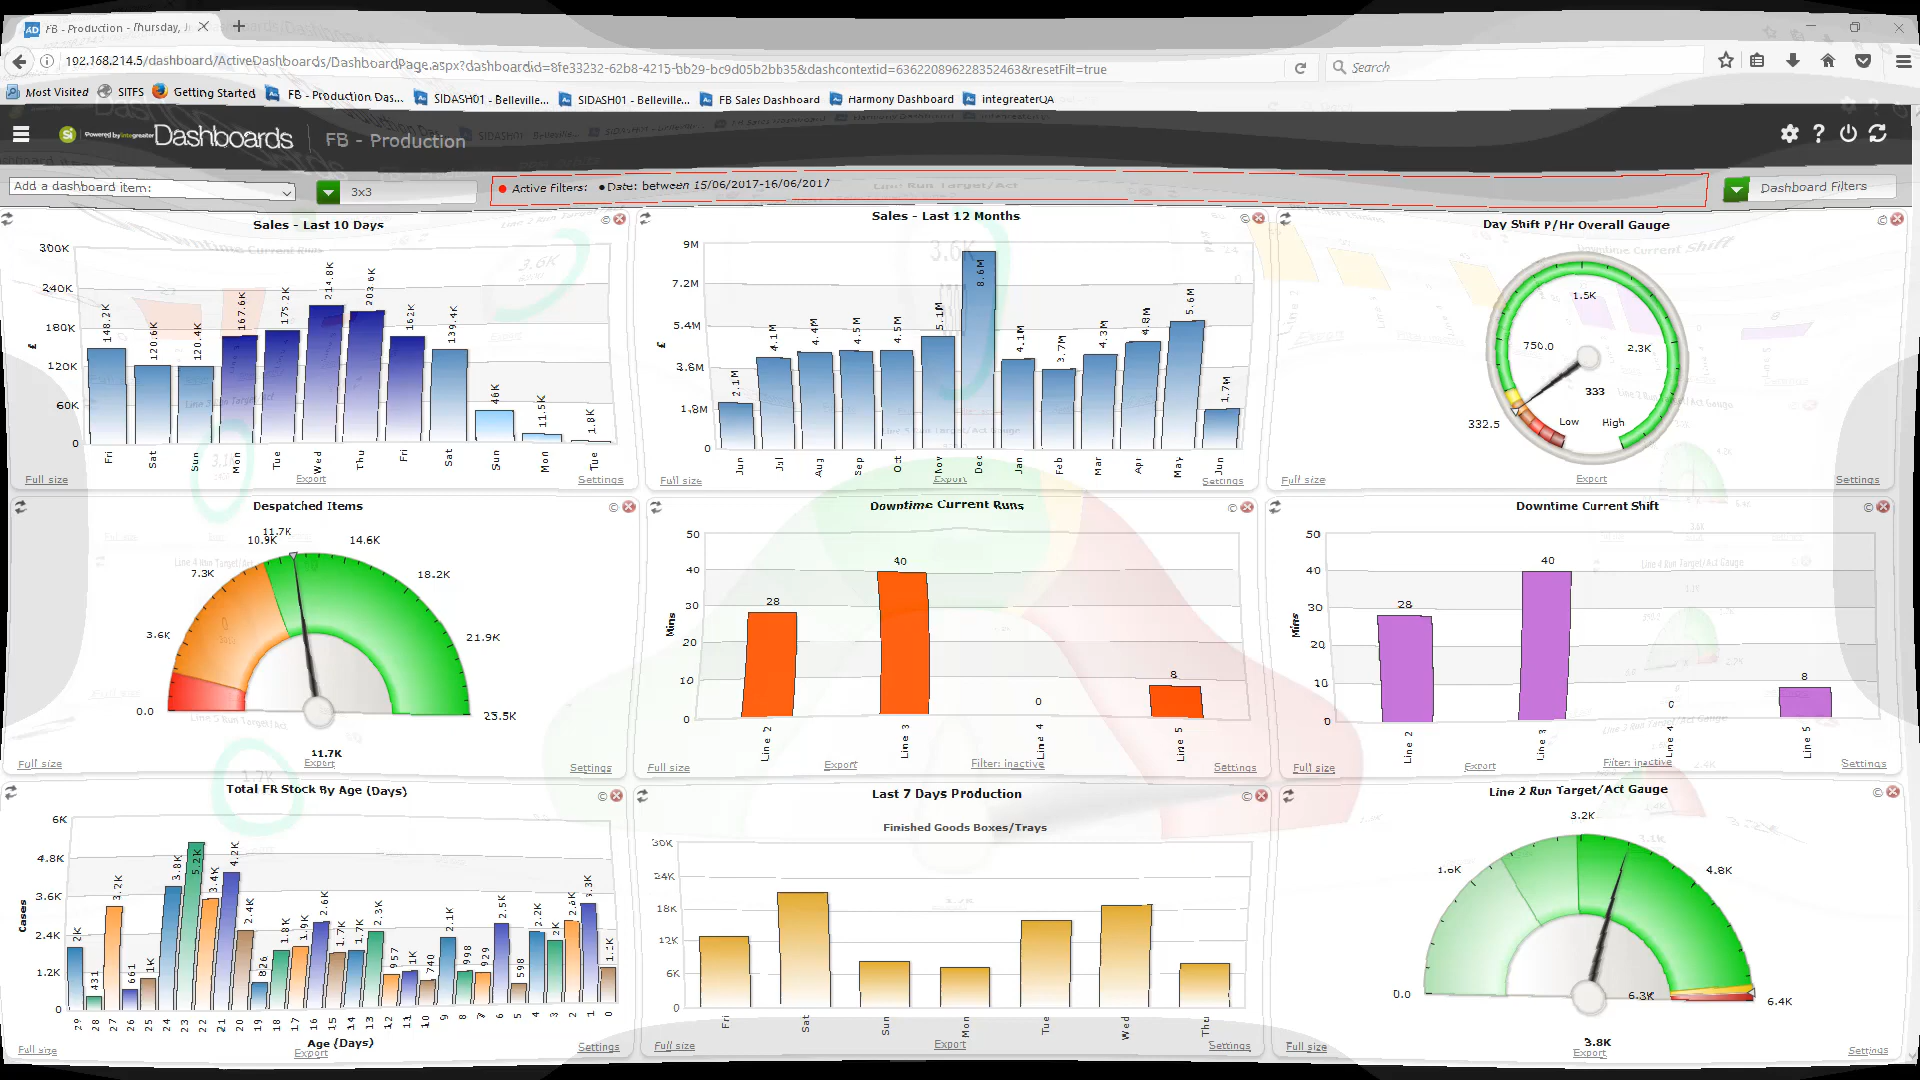 FB - Production - Thursday, J
192.168.214.5/dashboard/ActiveDashboards/DashboardPage.aspx?dashboardid=8fe33232-62b8-4215-bb29-bc9d05b2bb35&dashcontextid=636220896228352463&resetFilt=true
Search
Most Visited SITFS Getting Started FB - Production Das... SIDASH01 - Belleville... SIDASH01 - Belleville... FB Sales Dashboard Harmony Dashboard integreaterQA
Si Powered by integreater Dashboards FB - Production
Add a dashboard item: 3x3 Active Filters: •Date: between 15/06/2017-16/06/2017 Dashboard Filters
Sales - Last 10 Days
300K
240K
180K
120K
60K
0
£
148.2K 120.6K 120.4K 167.6K 175.2K 214.8K 203.6K 162K 139.4K 46K 11.5K 1.8K
Fri Sat Sun Mon Tue Wed Thu Fri Sat Sun Mon Tue
Full size Export Settings
Sales - Last 12 Months
9M
7.2M
5.4M
3.6M
1.8M
0
£
2.1M 4.1M 4.4M 4.5M 4.5M 5.1M 8.6M 4.1M 3.7M 4.3M 4.8M 5.6M 1.7M
Jun Jul Aug Sep Oct Nov Dec Jan Feb Mar Apr May Jun
Full size Export Settings
Day Shift P/Hr Overall Gauge
1.5K
750.0 2.3K
333
332.5 Low High
Full size Export Settings
Despatched Items
11.7K
10.9K 14.6K
7.3K 18.2K
3.6K 21.9K
0.0 25.5K
11.7K
Full size Export Settings
Downtime Current Runs
50
40
30
20
10
0
Mins
28 40 0 8
Line 2 Line 3 Line 4 Line 5
Full size Export Filter: inactive Settings
Downtime Current Shift
50
40
30
20
10
0
Mins
28 40 0 8
Line 2 Line 3 Line 4 Line 5
Full size Export Filter: inactive Settings
Total FR Stock By Age (Days)
6K
4.8K
3.6K
2.4K
1.2K
0
Cases
2K 431 3.2K 661 1K 3.8K 5.2K 3.4K 4.2K 2.4K 826 1.8K 1.9K 2.6K 1.7K 1.7K 2.3K 957 1K 740 2.1K 998 929 2.5K 598 2.2K 2K 2.6K 3.3K 1.1K
29 28 27 26 25 24 23 22 21 20 19 18 17 16 15 14 13 12 11 10 9 8 7 6 5 4 3 2 1 0
Age (Days)
Full size Export Settings
Last 7 Days Production
Finished Goods Boxes/Trays
30K
24K
18K
12K
6K
0
Fri Sat Sun Mon Tue Wed Thu
Full size Export Settings
Line 2 Run Target/Act Gauge
3.2K
1.6K 4.8K
0.0 6.3K 6.4K
3.8K
Full size Export Settings